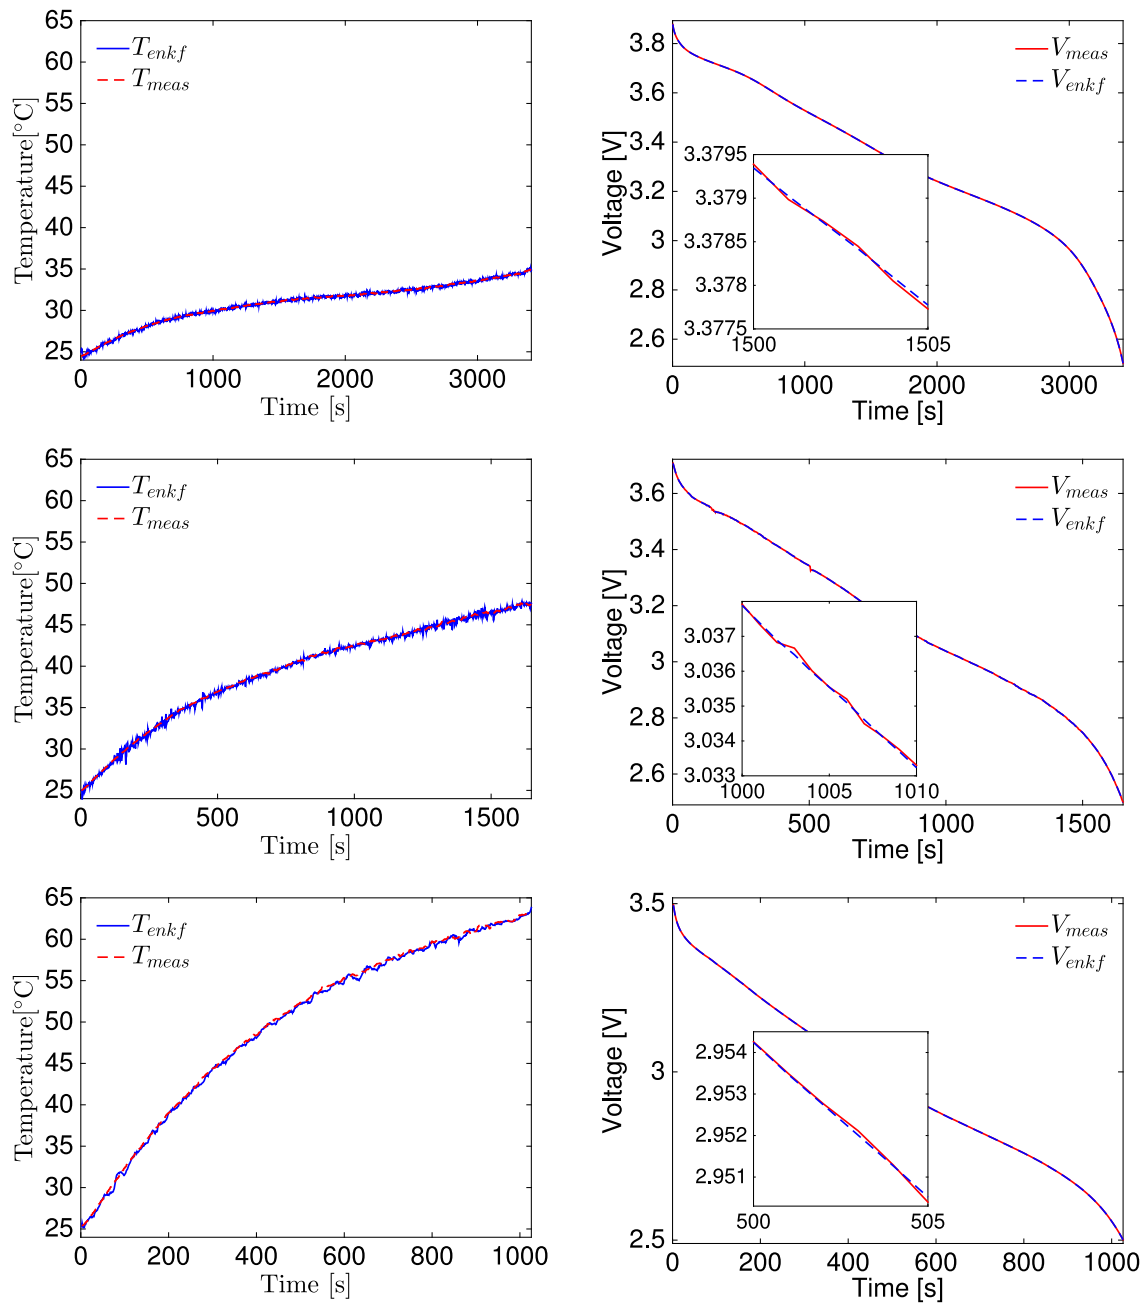 65
60
55
50
45
40
35
30
25
Temperature[°C]
T_enkf
T_meas
0 1000 2000 3000
Time [s]
3.8
3.6
3.4
3.2
3
2.8
2.6
Voltage [V]
V_meas
V_enkf
3.3795
3.379
3.3785
3.378
3.3775
1500 1505
0 1000 2000 3000
Time [s]
65
60
55
50
45
40
35
30
25
Temperature[°C]
T_enkf
T_meas
0 500 1000 1500
Time [s]
3.6
3.4
3.2
3
2.8
2.6
Voltage [V]
V_meas
V_enkf
3.037
3.036
3.035
3.034
3.033
1000 1005 1010
0 500 1000 1500
Time [s]
65
60
55
50
45
40
35
30
25
Temperature[°C]
T_enkf
T_meas
0 200 400 600 800 1000
Time [s]
3.5
3
2.5
Voltage [V]
V_meas
V_enkf
2.954
2.953
2.952
2.951
500 505
0 200 400 600 800 1000
Time [s]